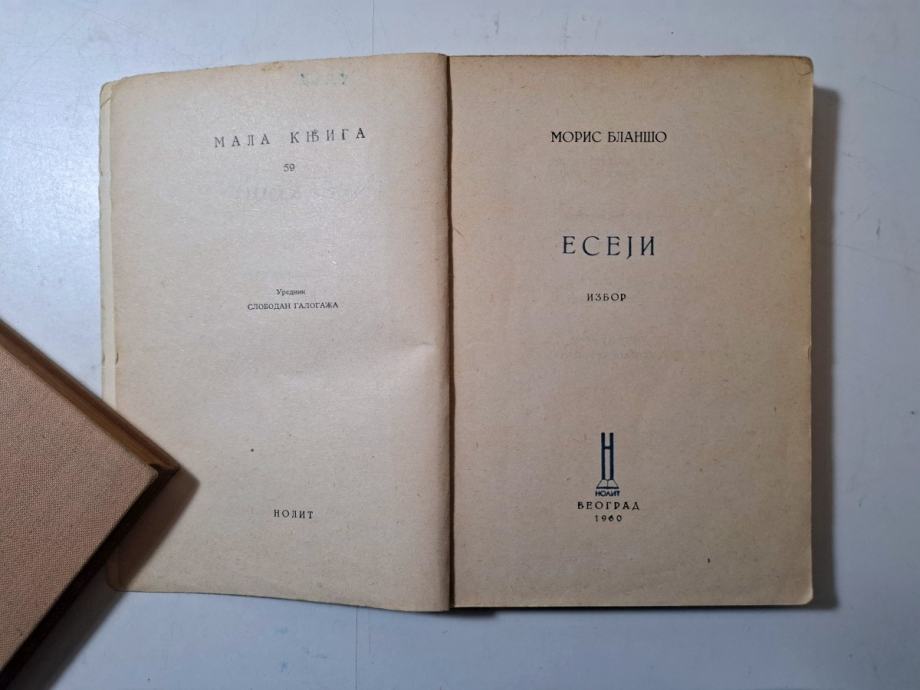 МАЛА КЊИГА
59
Уредник
СЛОБОДАН ГАЛОГАЖА
НОЛИТ
МОРИС БЛАНШО
ЕСЕЈИ
ИЗБОР
НОЛИТ
БЕОГРАД
1960